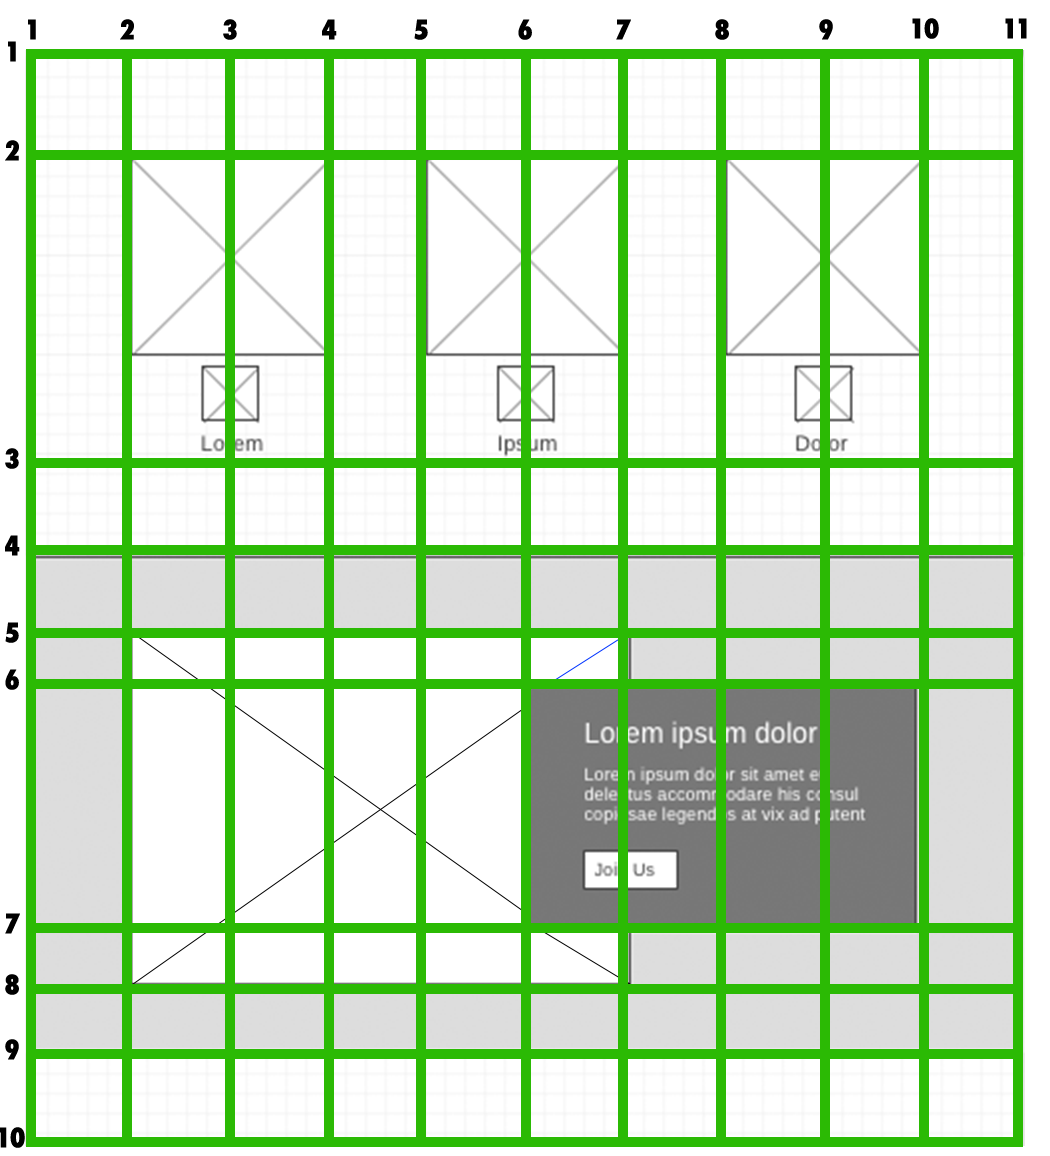 1 2 3 4 5 6 7 8 9 10 11
1
2
Lorem Ipsum Dolor
3
4
5
6
Lorem ipsum dolor
Lorem ipsum dolor sit amet
delectus accommodare his consul
copiosae legendos at vix ad putent
Join Us
7
8
9
10